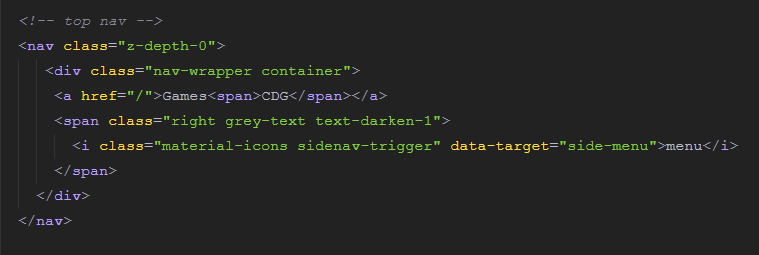 <!-- top nav -->
<nav class="z-depth-0">
<div class="nav-wrapper container">
<a href="/">Games<span>CDG</span></a>
<span class="right grey-text text-darken-1">
<i class="material-icons sidenav-trigger" data-target="side-menu">menu</i>
</span>
</div>
</nav>